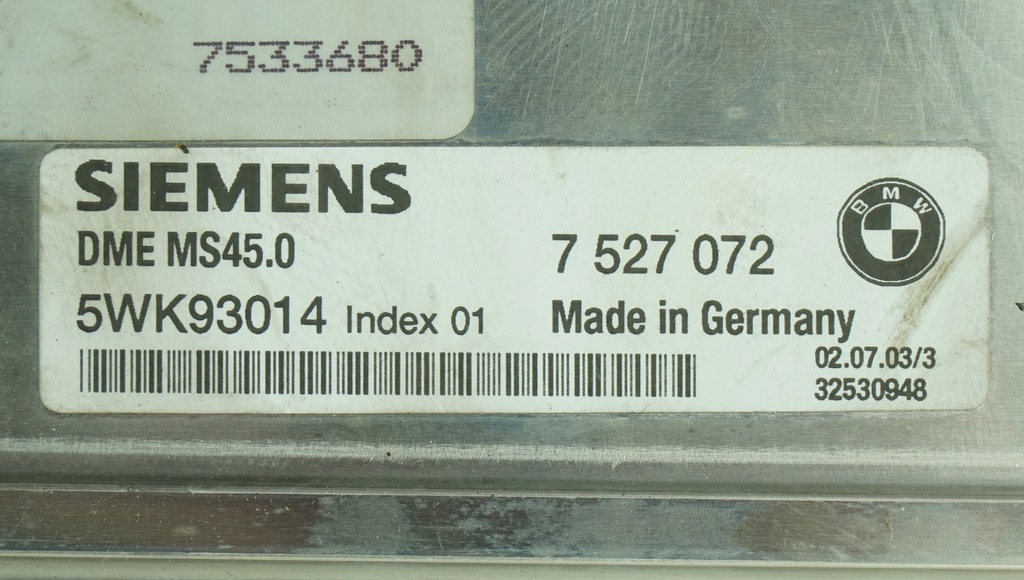 7533680
SIEMENS
BMW
DME MS45.0
7 527 072
5WK93014 Index 01
Made in Germany
02.07.03/3
32530948